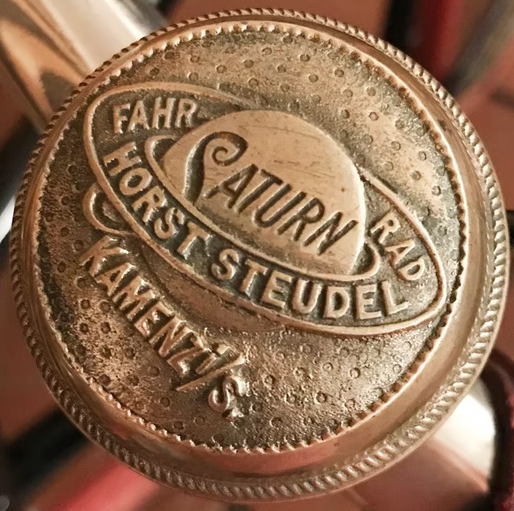 FAHR-RAD
SATURN
HORST STEUDEL
KAMENZ i/S.